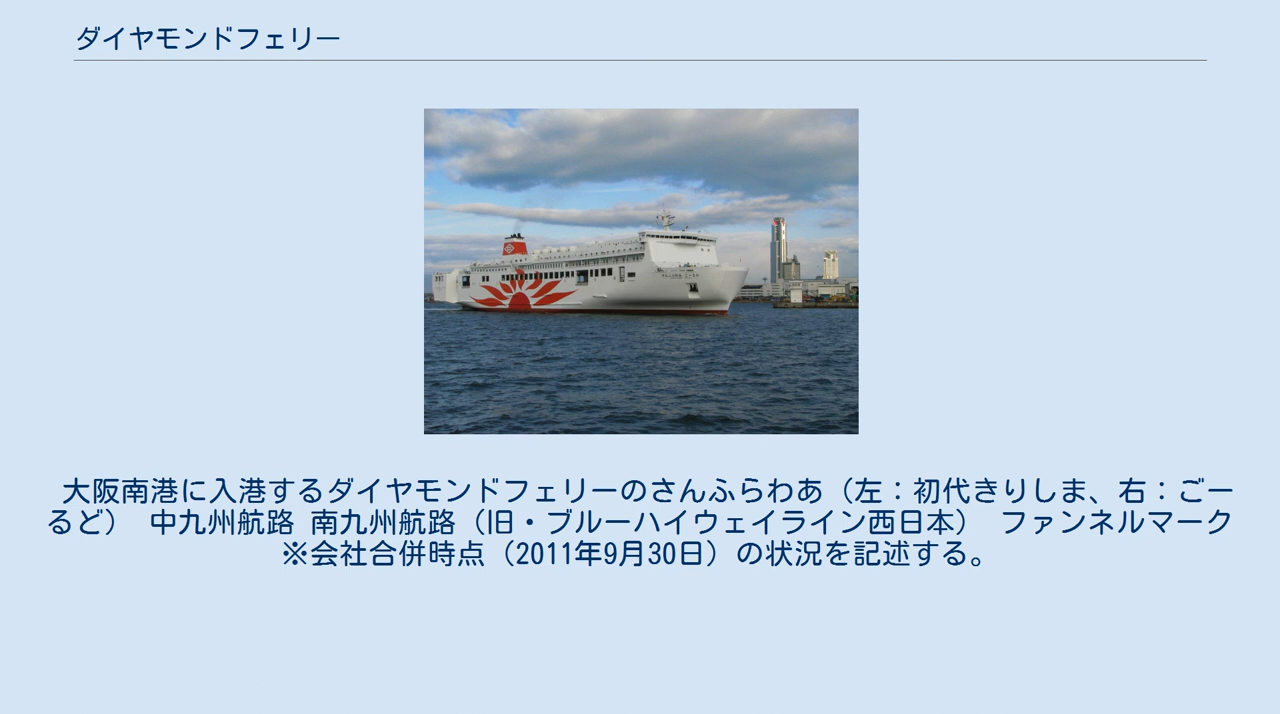 ダイヤモンドフェリー
大阪南港に入港するダイヤモンドフェリーのさんふらわあ（左：初代きりしま、右：ごー
るど） 中九州航路 南九州航路（旧・ブルーハイウェイライン西日本） ファンネルマーク
※会社合併時点（2011年9月30日）の状況を記述する。